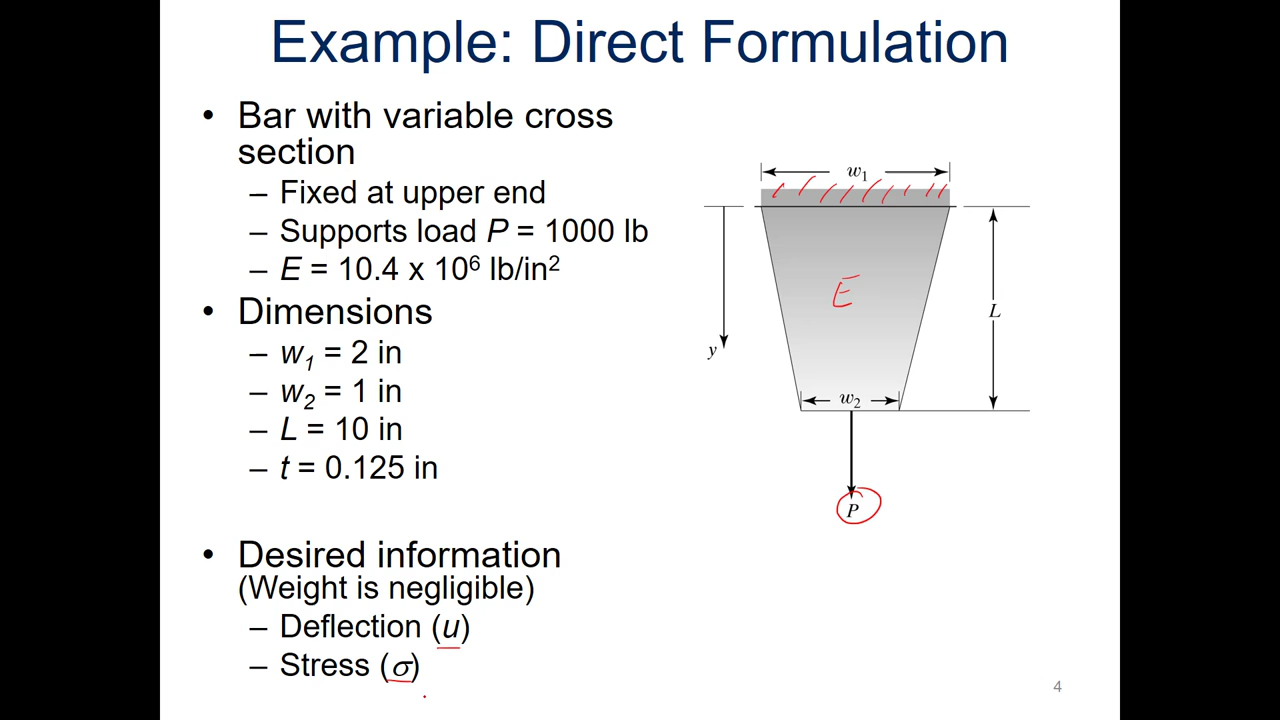 Example: Direct Formulation
• Bar with variable cross
section
– Fixed at upper end
– Supports load P = 1000 lb
– E = 10.4 x 10⁶ lb/in²
• Dimensions
– w₁ = 2 in
– w₂ = 1 in
– L = 10 in
– t = 0.125 in
• Desired information
(Weight is negligible)
– Deflection (u)
– Stress (σ)
w₁
E
L
y
w₂
P
4